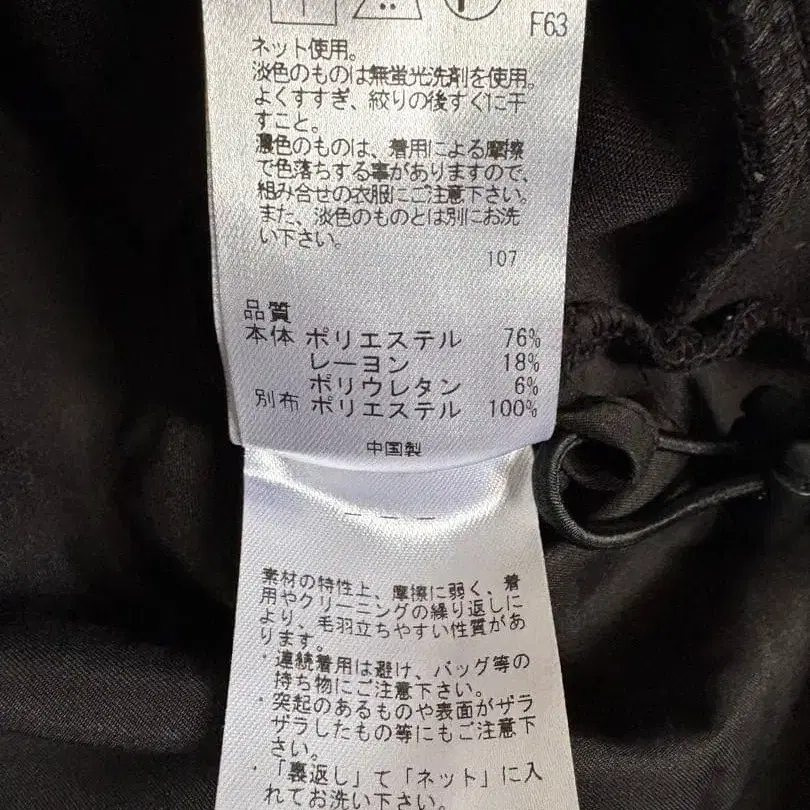 F63
ネット使用。
淡色のものは無蛍光洗剤を使用。
よくすすぎ、絞りの後すぐに干
すこと。
濃色のものは、着用による摩擦
で色落ちする事がありますので、
組み合せの衣服にご注意下さい。
また、淡色のものとは別にお洗
い下さい。
107
品質
本体 ポリエステル 76%
レーヨン 18%
ポリウレタン 6%
別布 ポリエステル 100%
中国製
素材の特性上、摩擦に弱く、着
用やクリーニングの繰り返しに
より、毛羽立ちやすい性質があ
ります。
・連続着用は避け、バッグ等の
持ち物にご注意下さい。
・突起のあるものや表面がザラ
ザラしたもの等にもご注意下
さい。
・「裏返し」て「ネット」に入
れてお洗い下さい。